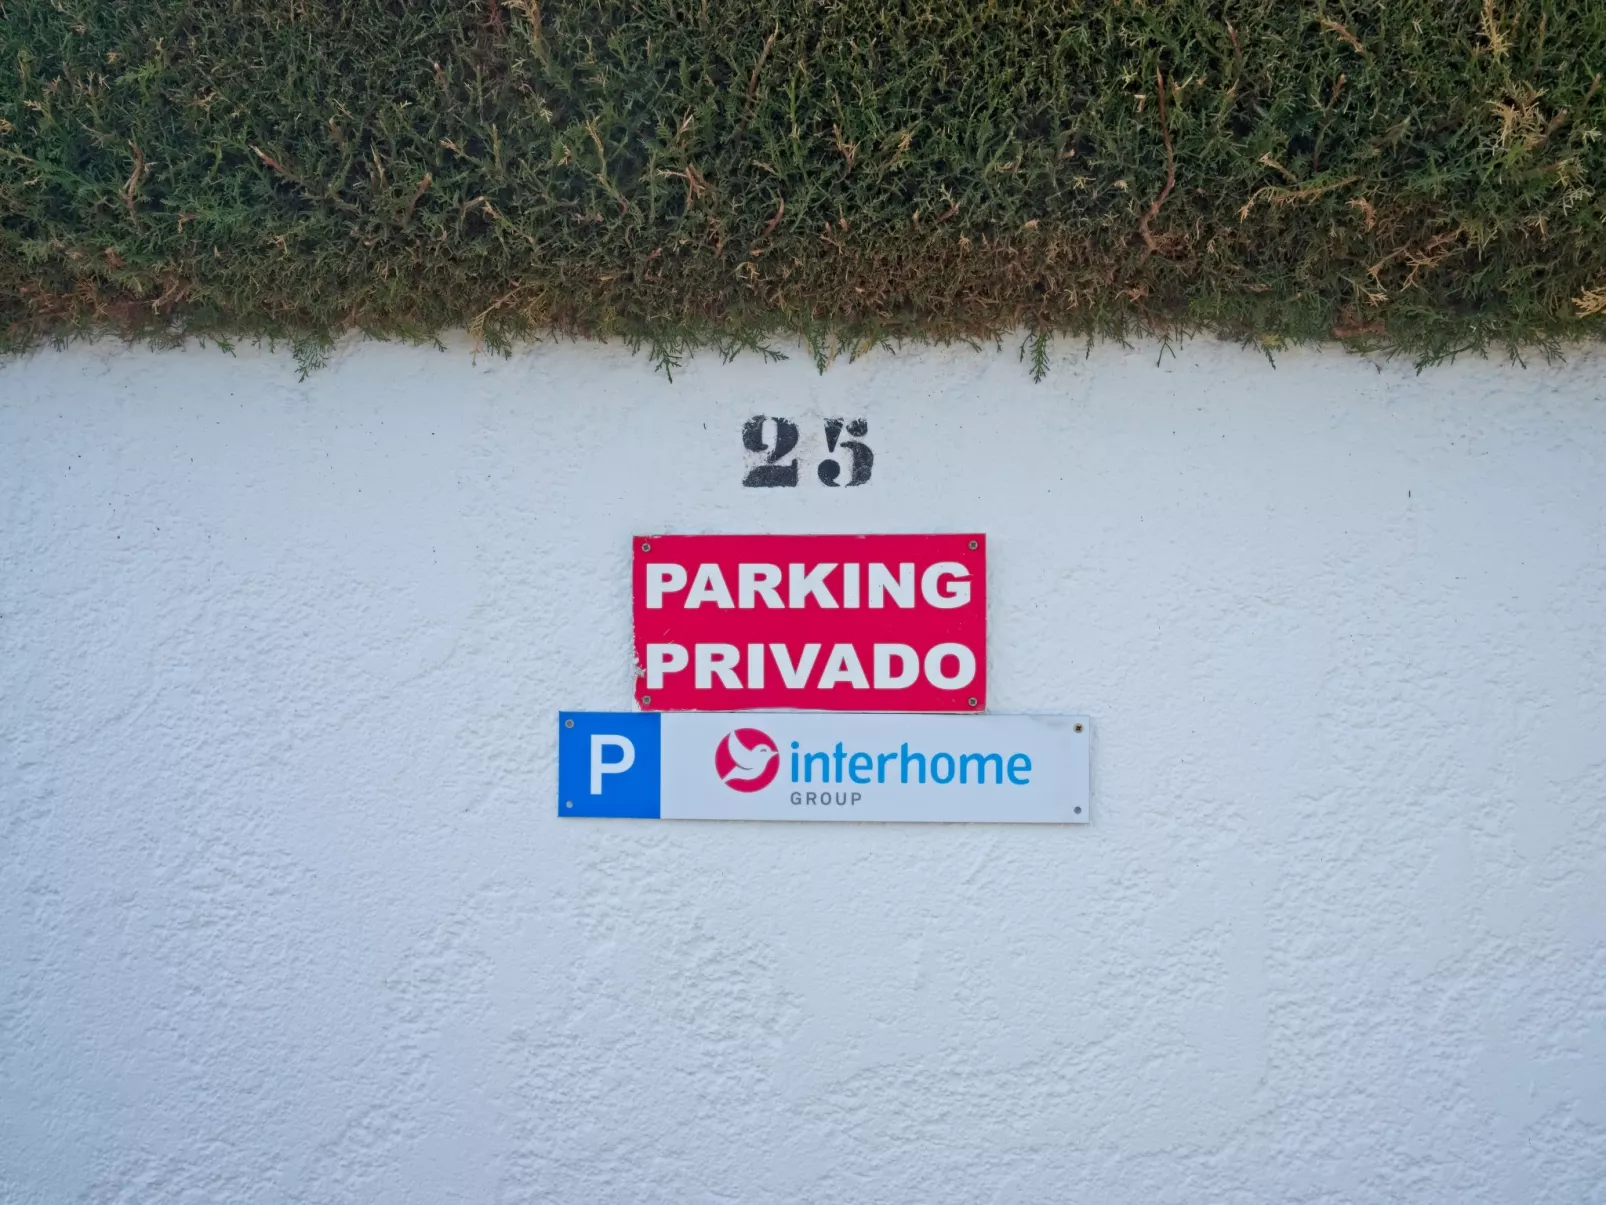 25
PARKING
PRIVADO
P interhome
GROUP